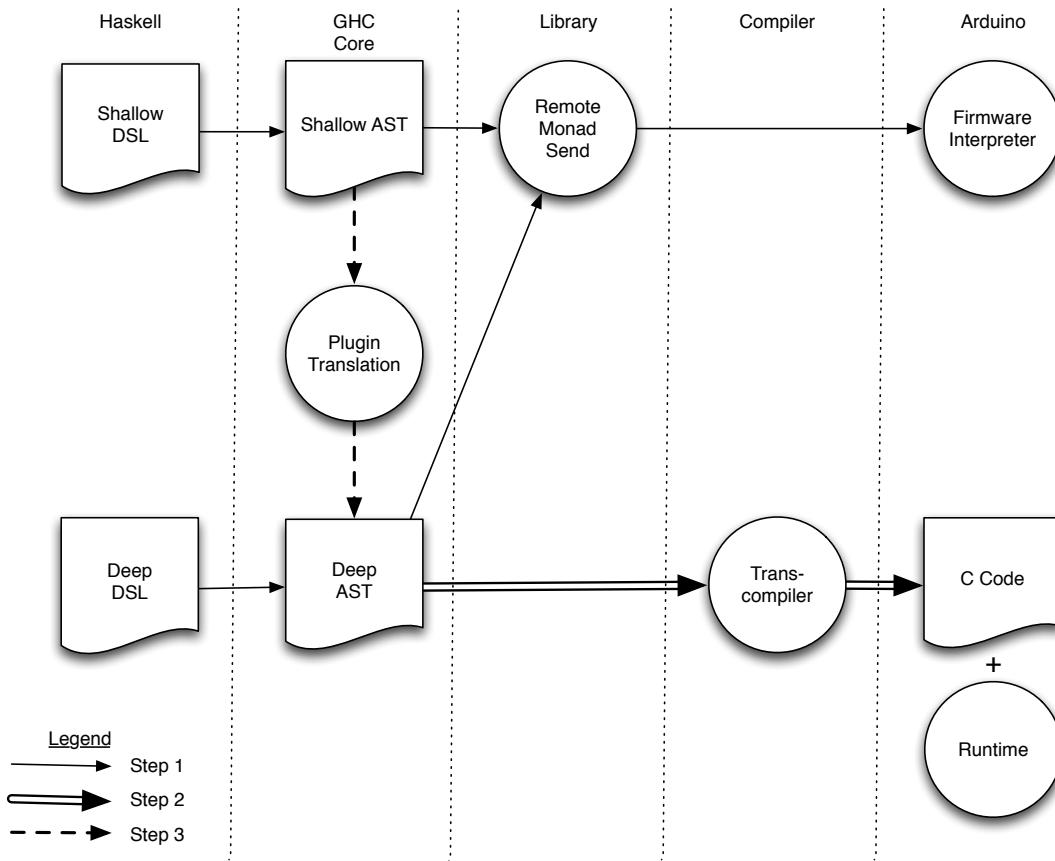 Haskell
GHC
Core
Library
Compiler
Arduino
Shallow
DSL
Shallow AST
Remote
Monad
Send
Firmware
Interpreter
Plugin
Translation
Deep
DSL
Deep
AST
Trans-
compiler
C Code
+
Runtime
Legend
Step 1
Step 2
Step 3